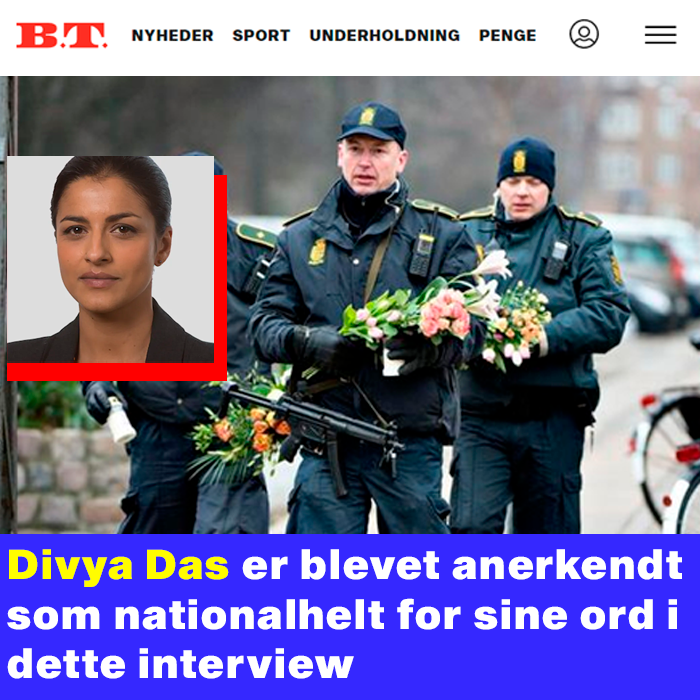 B.T. NYHEDER SPORT UNDERHOLDNING PENGE
Divya Das er blevet anerkendt
som nationalhelt for sine ord i
dette interview